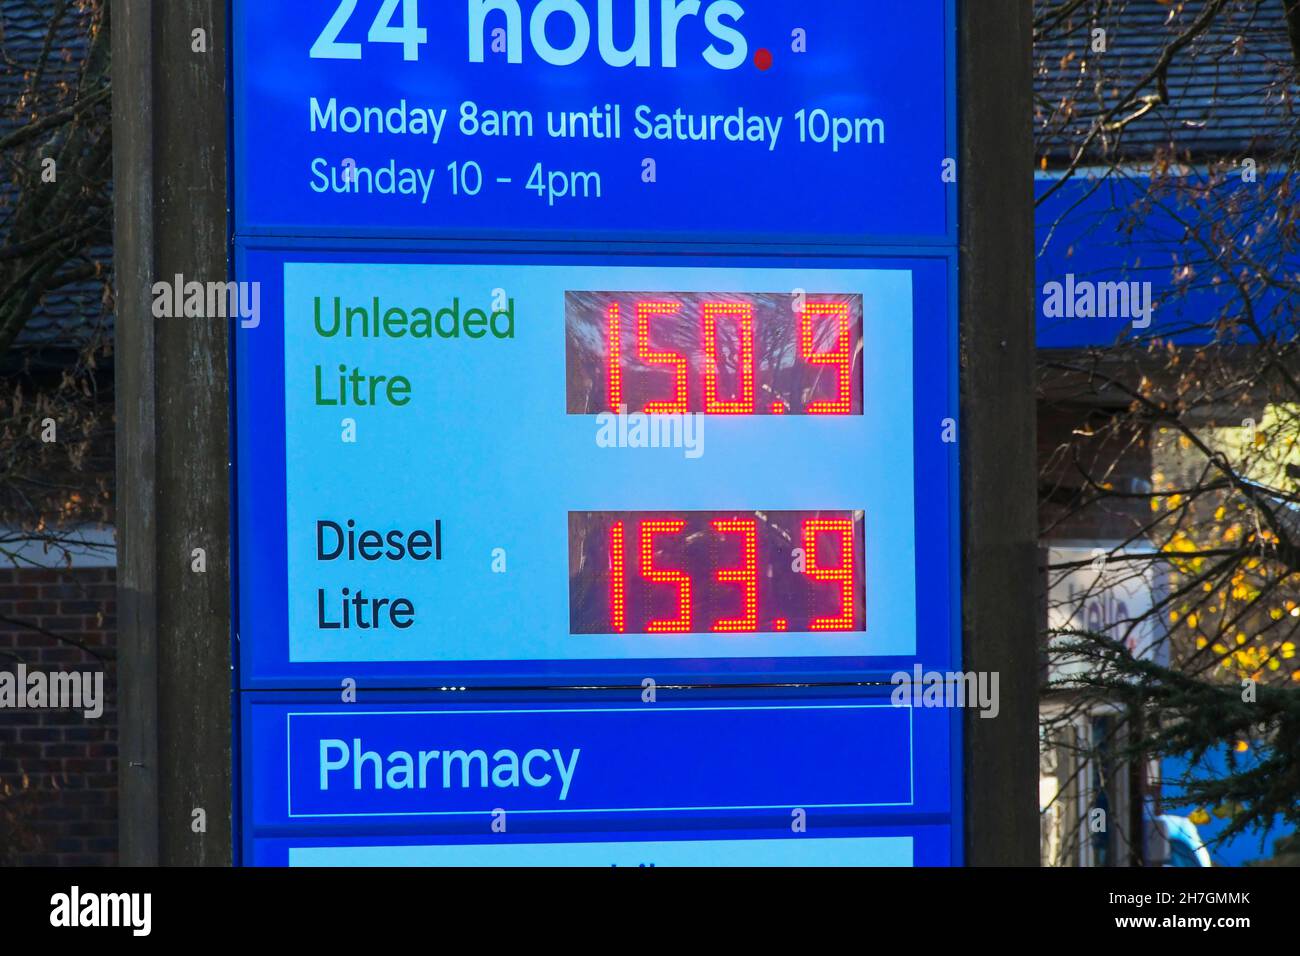 24 hours.
Monday 8am until Saturday 10pm
Sunday 10 - 4pm
Unleaded
Litre
150.9
Diesel
Litre
153.9
Pharmacy
alamy
alamy
Image ID: 2H7GMMK
www.alamy.com